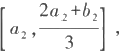 [a₂, (2a₂+b₂)/3],